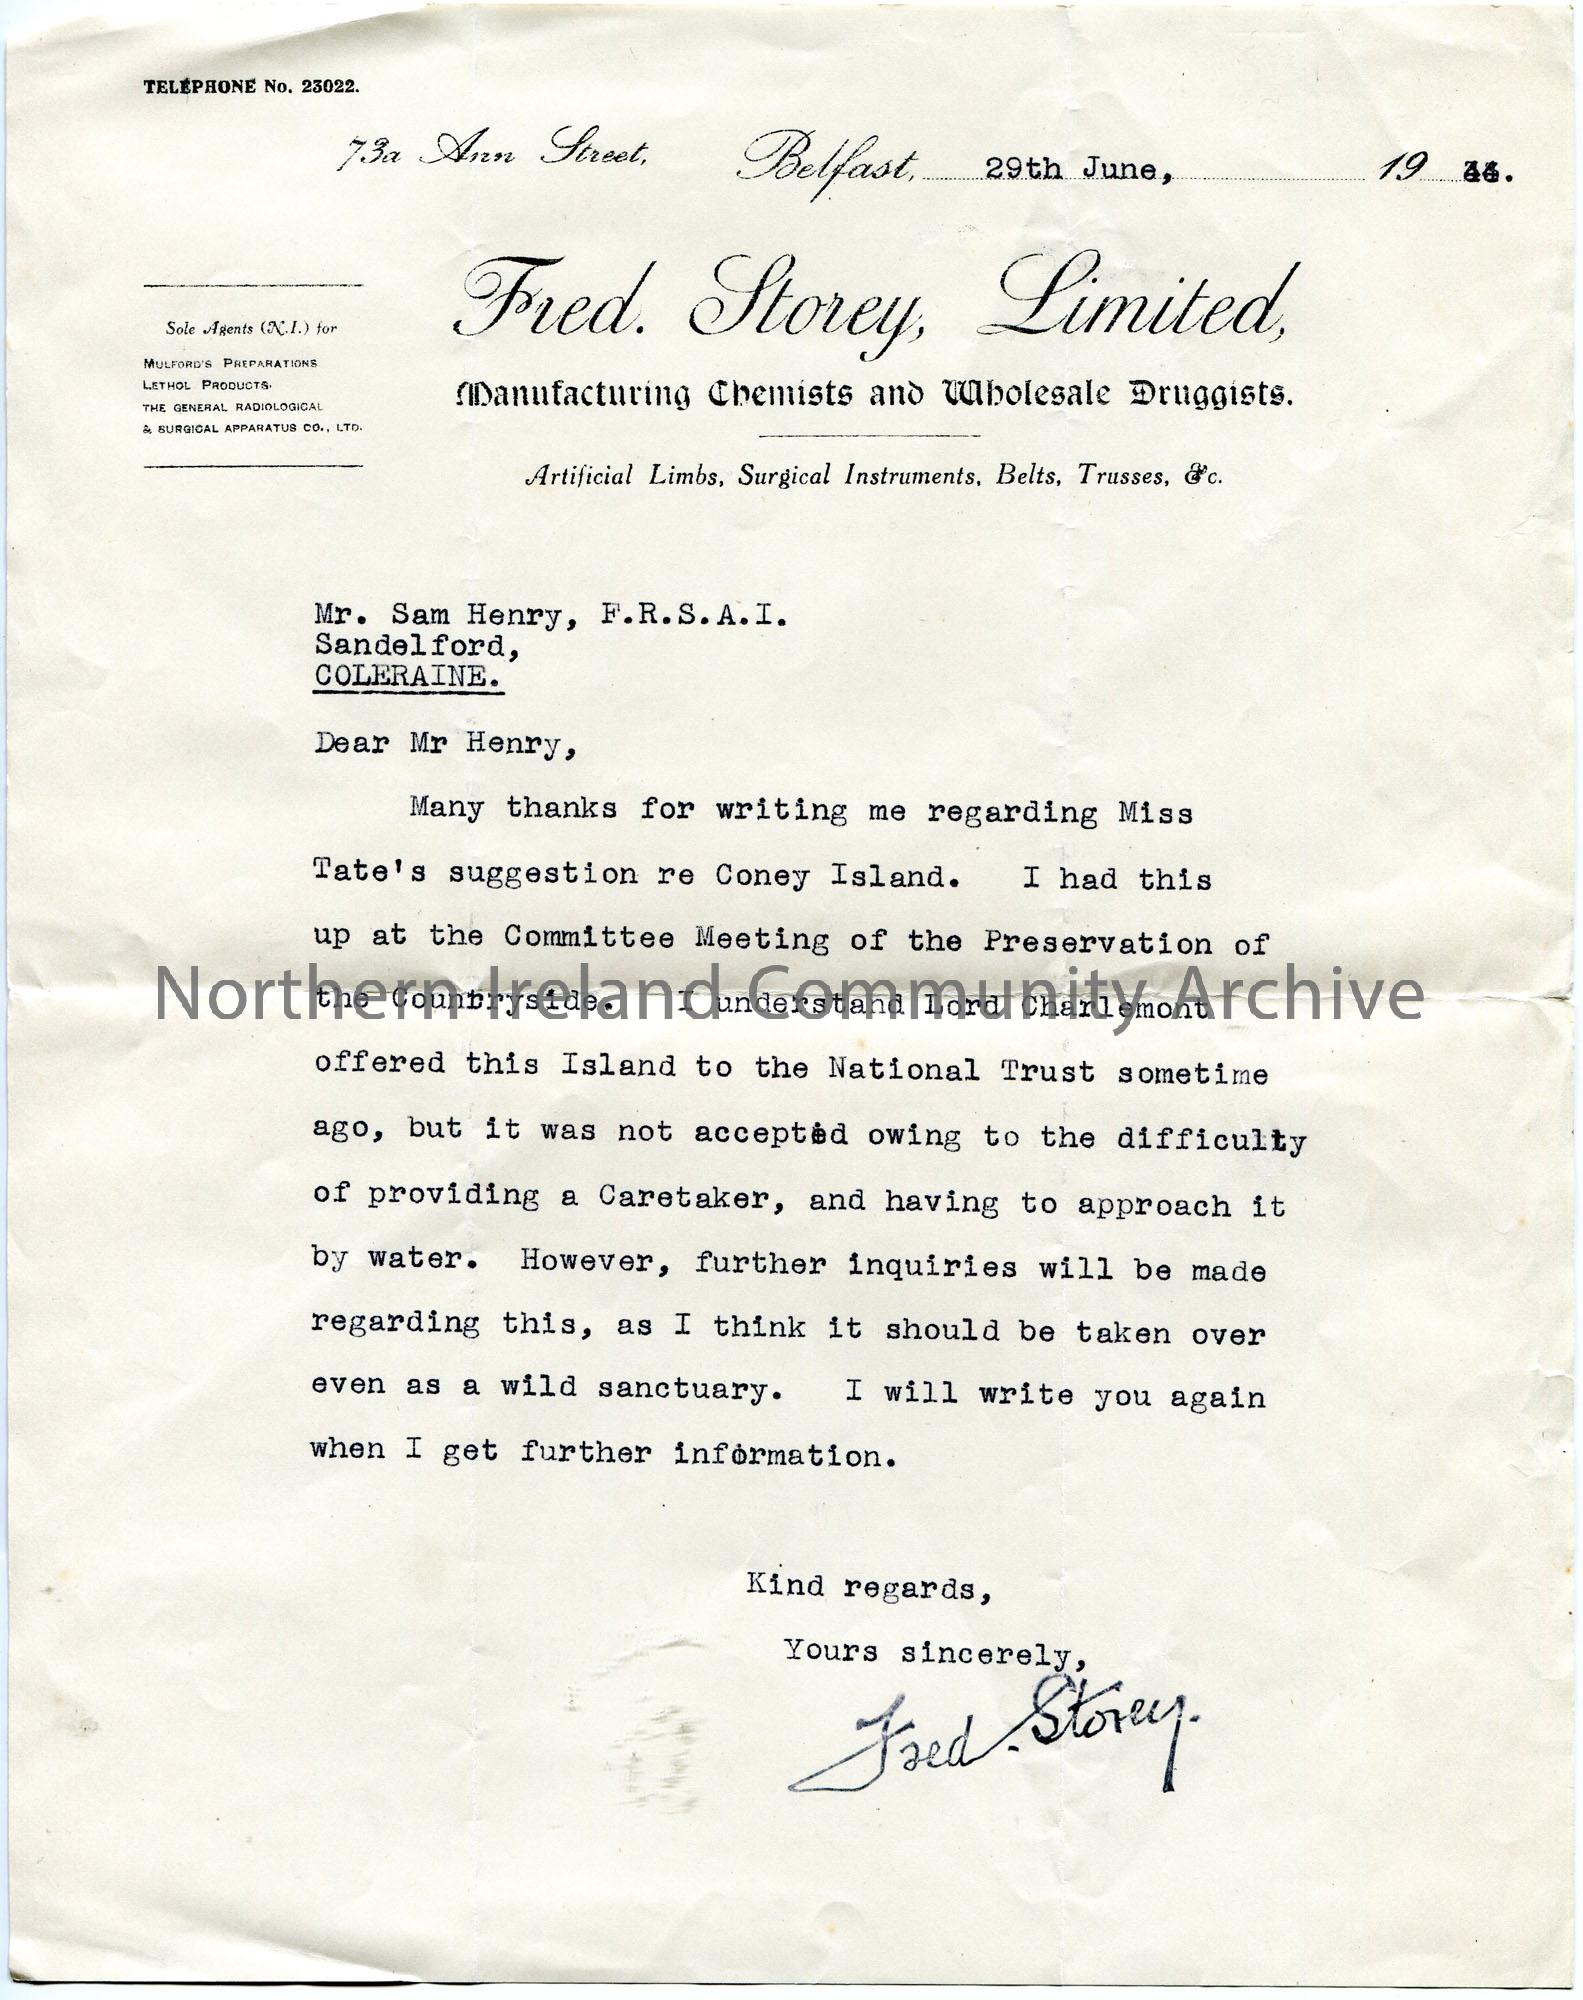 TELEPHONE No. 23022.
73a Ann Street, Belfast, 29th June, 19
Fred. Storey, Limited,
Manufacturing Chemists and Wholesale Druggists.
Artificial Limbs, Surgical Instruments, Belts, Trusses, &c.
Sole Agents (N.I.) for
MULFORD'S PREPARATIONS
LETHOL PRODUCTS.
THE GENERAL RADIOLOGICAL
& SURGICAL APPARATUS CO., LTD.
Mr. Sam Henry, F.R.S.A.I.
Sandelford,
COLERAINE.
Dear Mr Henry,
Many thanks for writing me regarding Miss
Tate's suggestion re Coney Island. I had this
up at the Committee Meeting of the Preservation of
the Countryside. I understand Lord Charlemont
Northern Ireland Community Archive
offered this Island to the National Trust sometime
ago, but it was not accepted owing to the difficulty
of providing a Caretaker, and having to approach it
by water. However, further inquiries will be made
regarding this, as I think it should be taken over
even as a wild sanctuary. I will write you again
when I get further information.
Kind regards,
Yours sincerely,
Fred. Storey.